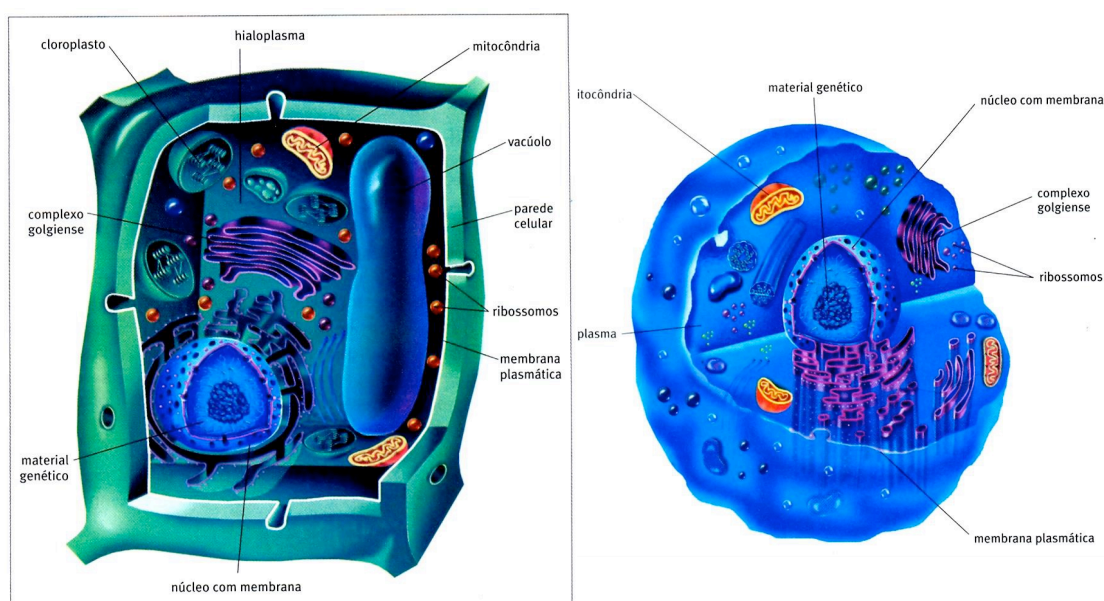 cloroplasto
hialoplasma
mitocôndria
vacúolo
complexo
golgiense
parede
celular
ribossomos
membrana
plasmática
material
genético
núcleo com membrana
itocôndria
material genético
núcleo com membrana
complexo
golgiense
ribossomos
plasma
membrana plasmática